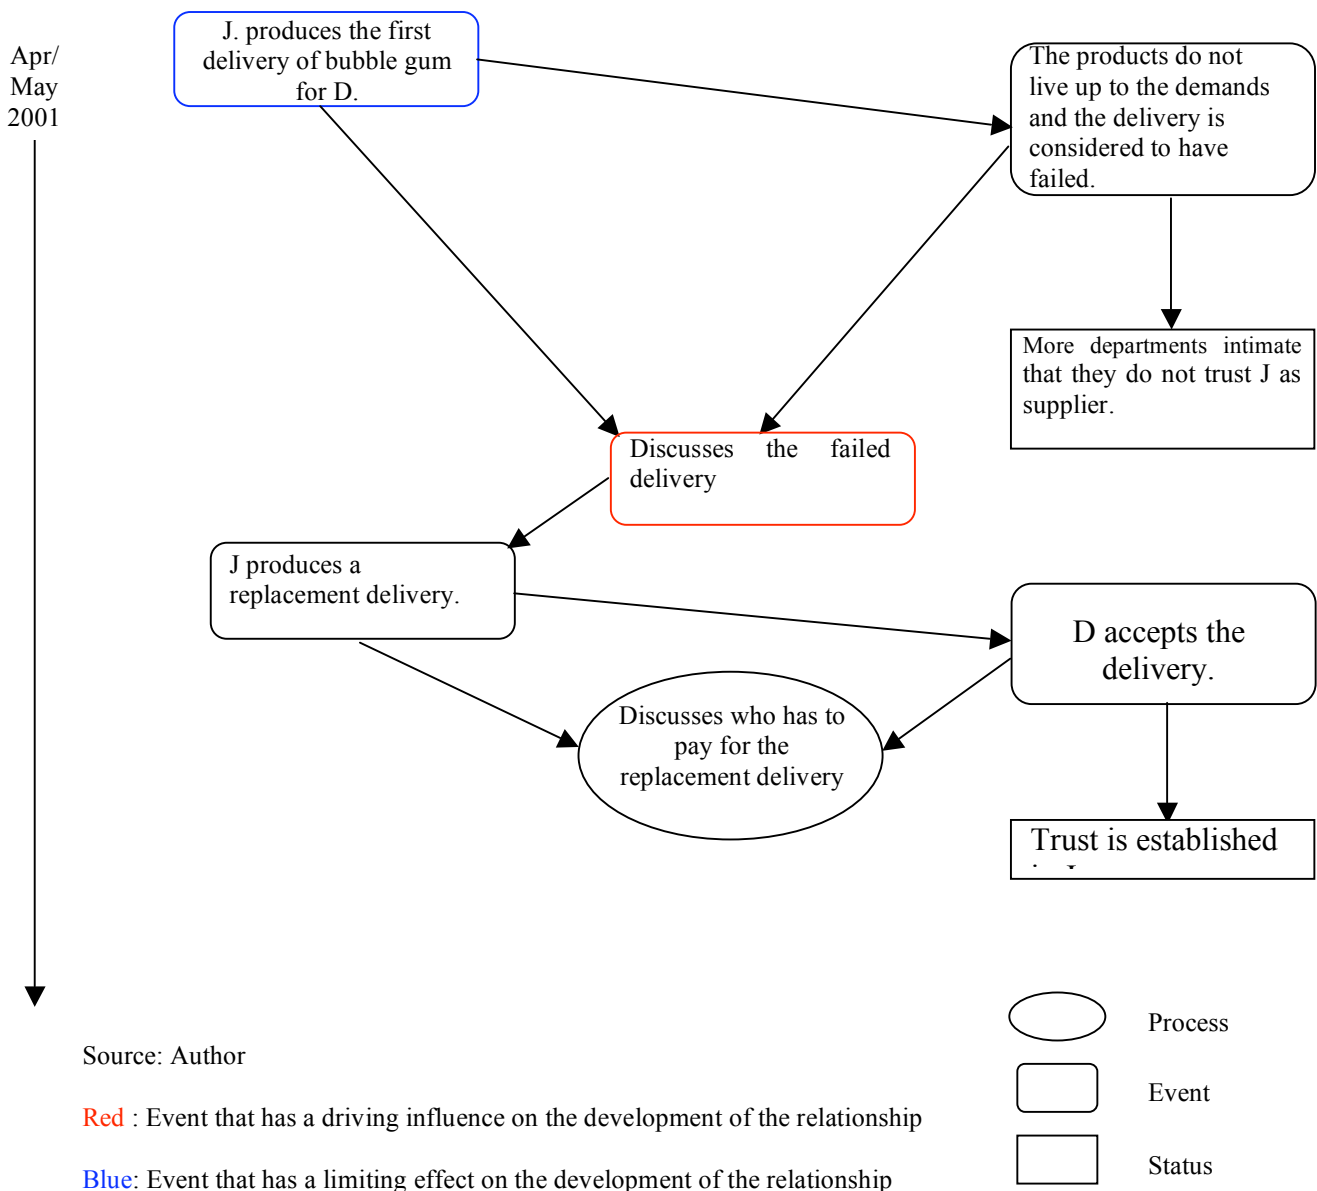 J. produces the first
delivery of bubble gum
for D.
Apr/
May
2001
The products do not
live up to the demands
and the delivery is
considered to have
failed.
More departments intimate
that they do not trust J as
supplier.
Discusses the failed
delivery
J produces a
replacement delivery.
D accepts the
delivery.
Discusses who has to
pay for the
replacement delivery
Trust is established
Process
Source: Author
Event
Red : Event that has a driving influence on the development of the relationship
Status
Blue: Event that has a limiting effect on the development of the relationship